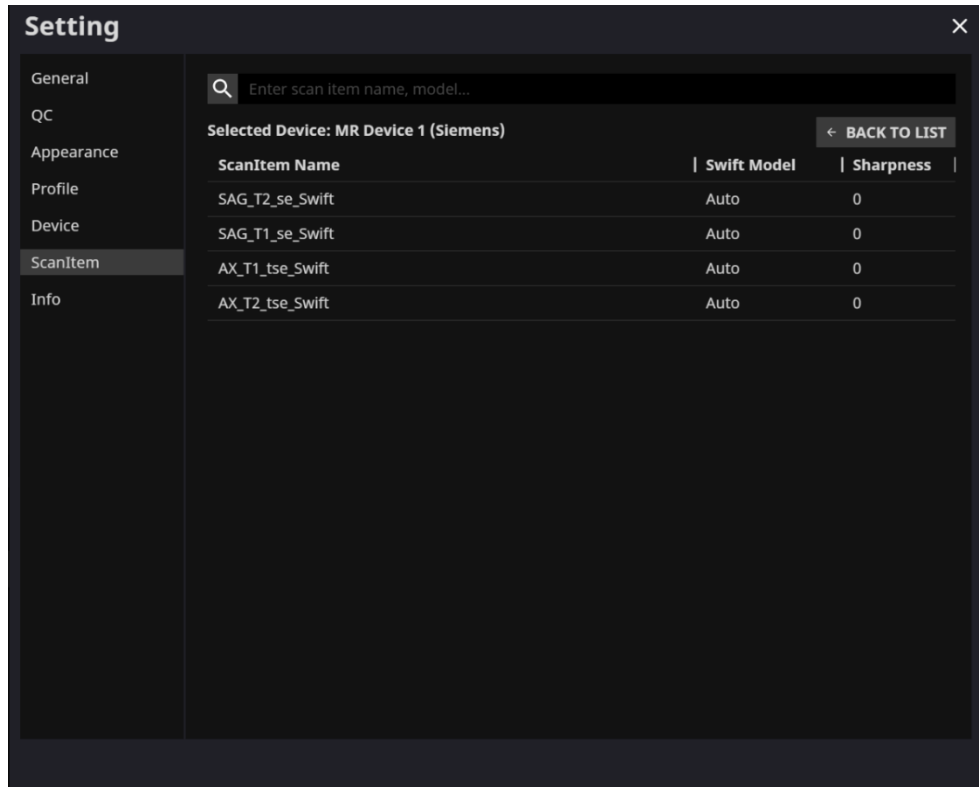 Setting
General
QC
Appearance
Profile
Device
ScanItem
Info
Enter scan item name, model...
Selected Device: MR Device 1 (Siemens)
← BACK TO LIST
ScanItem Name | Swift Model | Sharpness |
SAG_T2_se_Swift Auto 0
SAG_T1_se_Swift Auto 0
AX_T1_tse_Swift Auto 0
AX_T2_tse_Swift Auto 0